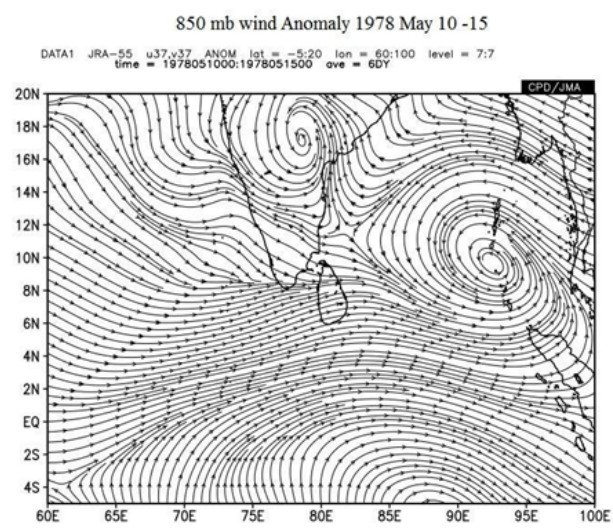 850 mb wind Anomaly 1978 May 10 -15
DATA1 JRA-55 u37,v37 ANOM lat = -5:20 lon = 60:100 level = 7:7
time = 1978051000:1978051500 ave = 6DY
CPD/JMA
20N
18N
16N
14N
12N
10N
8N
6N
4N
2N
EQ
2S
4S
60E 65E 70E 75E 80E 85E 90E 95E 100E